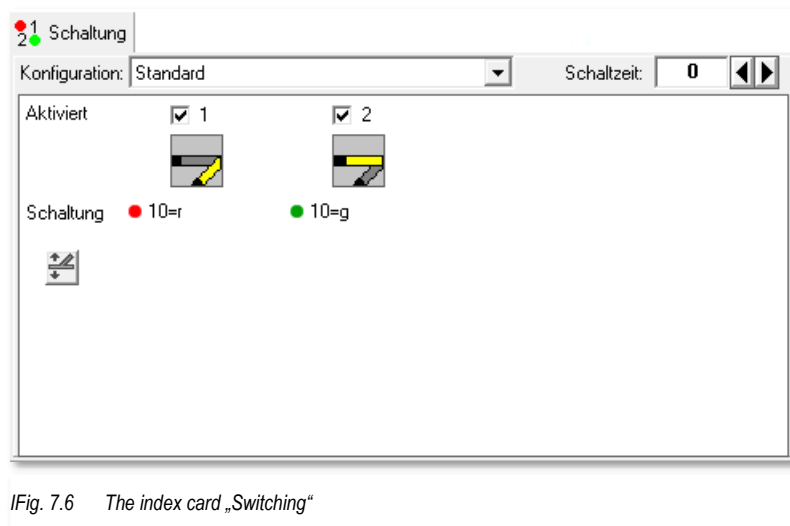 1
2 Schaltung
Konfiguration: Standard Schaltzeit: 0
Aktiviert 1 2
Schaltung 10=r 10=g
IFig. 7.6 The index card „Switching“